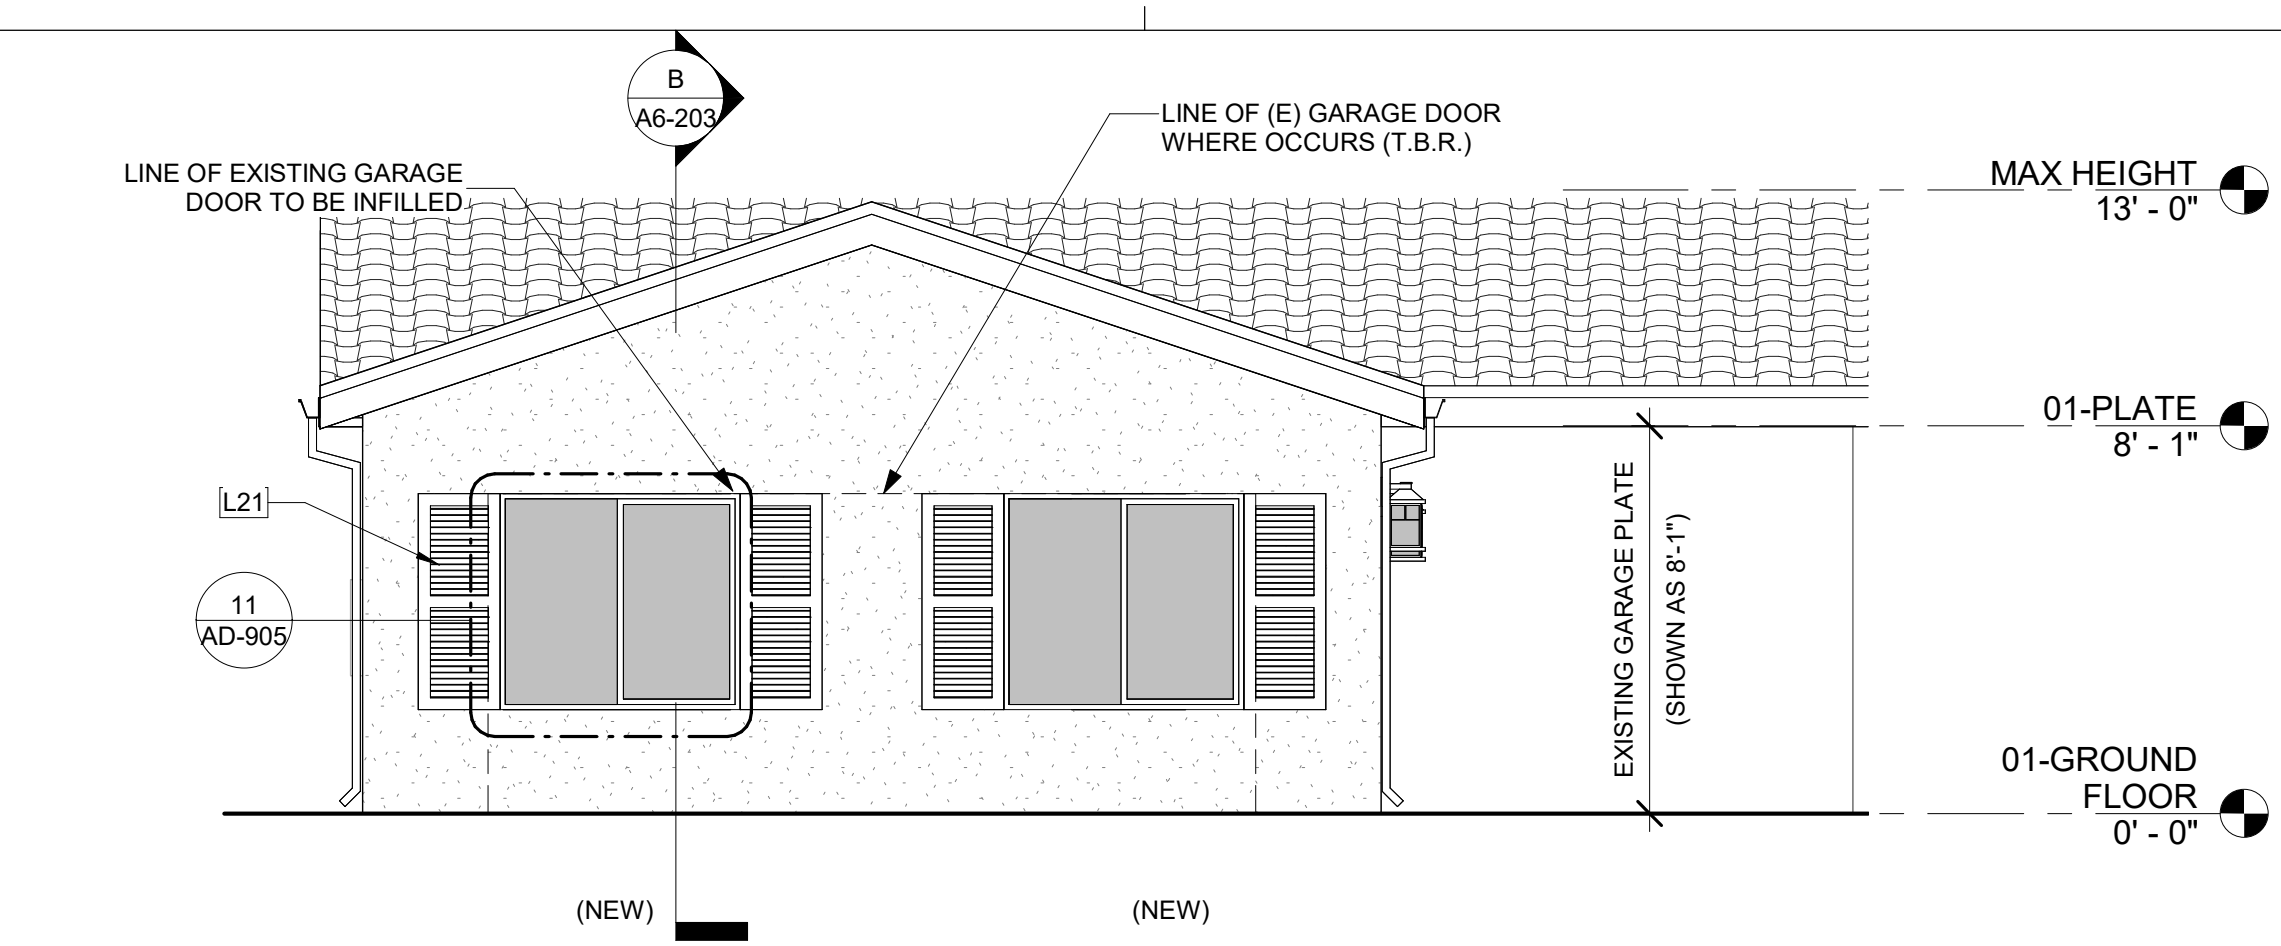 B
A6-203
LINE OF (E) GARAGE DOOR
WHERE OCCURS (T.B.R.)
LINE OF EXISTING GARAGE
DOOR TO BE INFILLED
MAX HEIGHT
13' - 0"
01-PLATE
8' - 1"
L21
11
AD-905
EXISTING GARAGE PLATE
(SHOWN AS 8'-1")
01-GROUND
FLOOR
0' - 0"
(NEW)
(NEW)